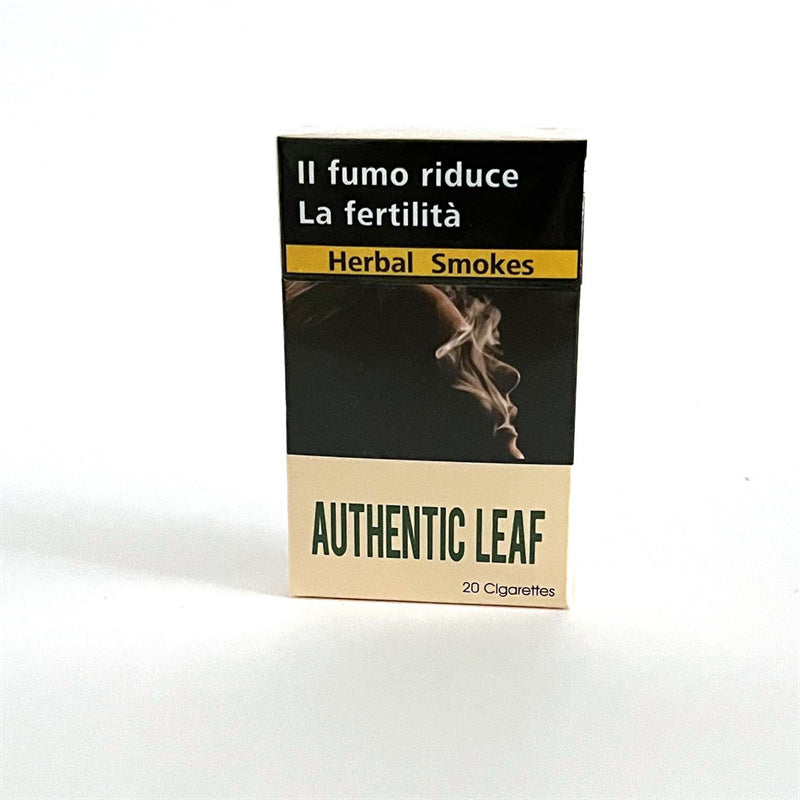 Il fumo riduce
La fertilità
Herbal Smokes
AUTHENTIC LEAF
20 Cigarettes